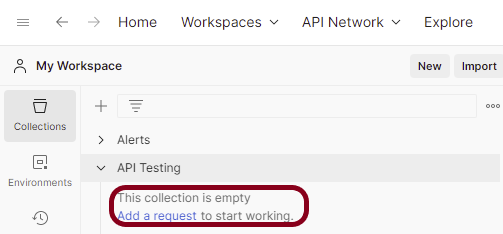 Home Workspaces API Network Explore
My Workspace New Import
Collections
Alerts
API Testing
Environments
This collection is empty
Add a request to start working.